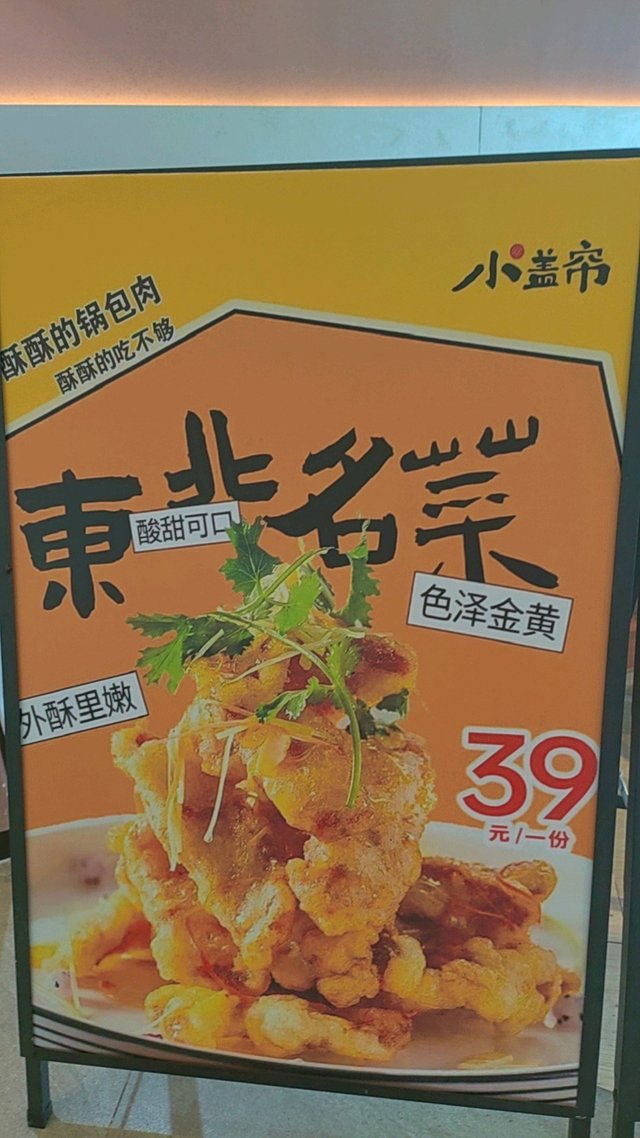 小盖帘
酥酥的锅包肉
酥酥的吃不够
東北名菜
酸甜可口
色泽金黄
外酥里嫩
39
元/一份